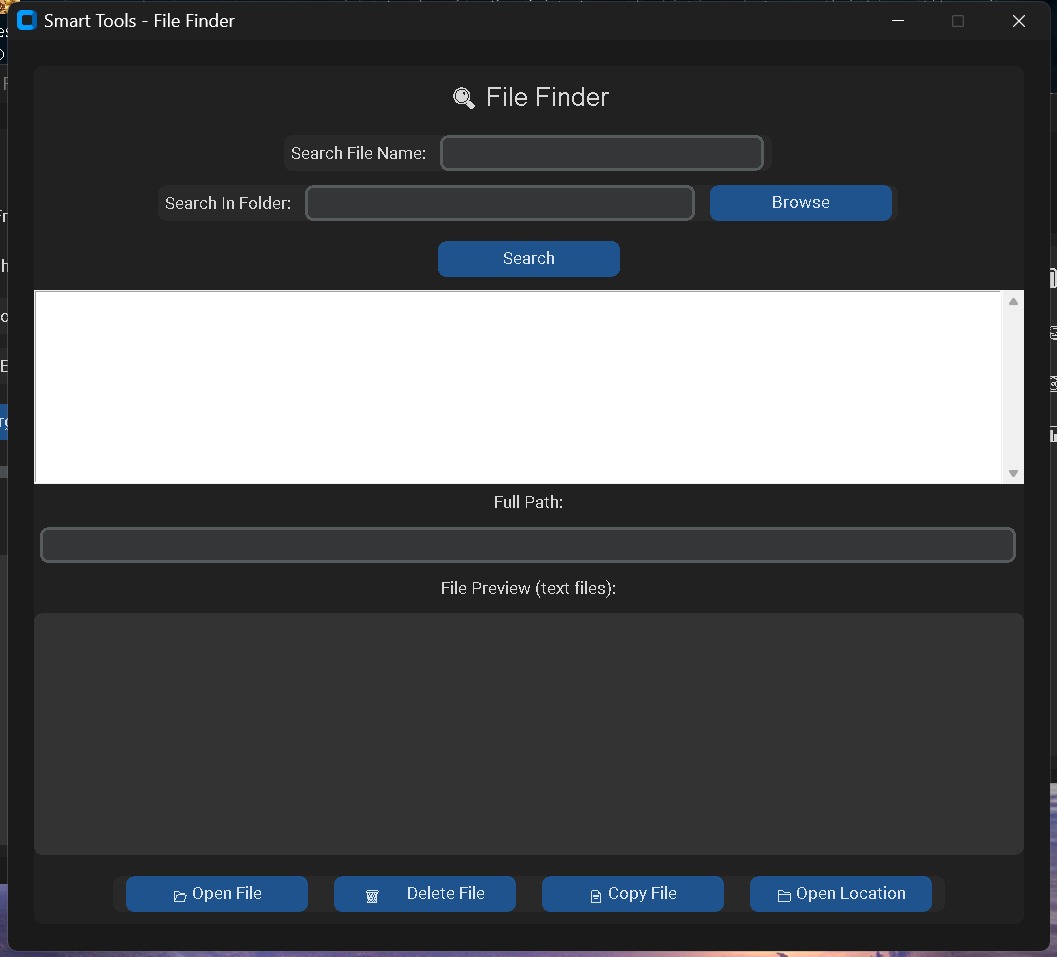 Smart Tools - File Finder
🔍 File Finder
Search File Name:
Search In Folder:
Browse
Search
Full Path:
File Preview (text files):
Open File
Delete File
Copy File
Open Location